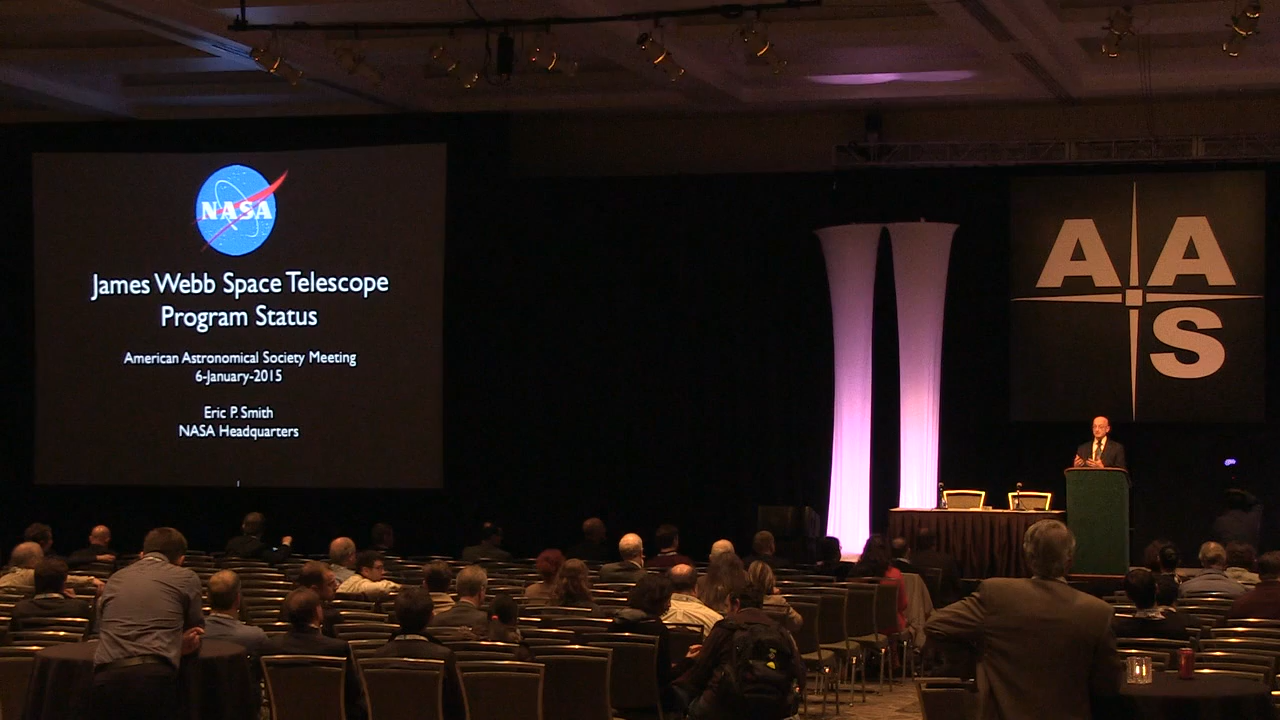 NASA
James Webb Space Telescope
Program Status
American Astronomical Society Meeting
6-January-2015
Eric P. Smith
NASA Headquarters
A A
S